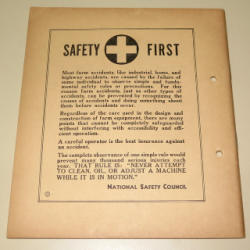 SAFETY FIRST
Most farm accidents, like industrial, home, and
highway accidents, are caused by the failure of
some individual to observe simple and funda-
mental safety rules or precautions. For this
reason farm accidents, just as other types of
accidents, can be prevented by recognizing the
causes of accidents and doing something about
them before accidents occur.
Regardless of the care used in the design and
construction of farm equipment, there are many
points that cannot be completely safeguarded
without interfering with accessibility and effi-
cient operation.
A careful operator is the best insurance against
an accident.
The complete observance of one simple rule would
prevent many thousand serious injuries each
year. THAT RULE IS: "NEVER ATTEMPT
TO CLEAN, OIL, OR ADJUST A MACHINE
WHILE IT IS IN MOTION."
NATIONAL SAFETY COUNCIL